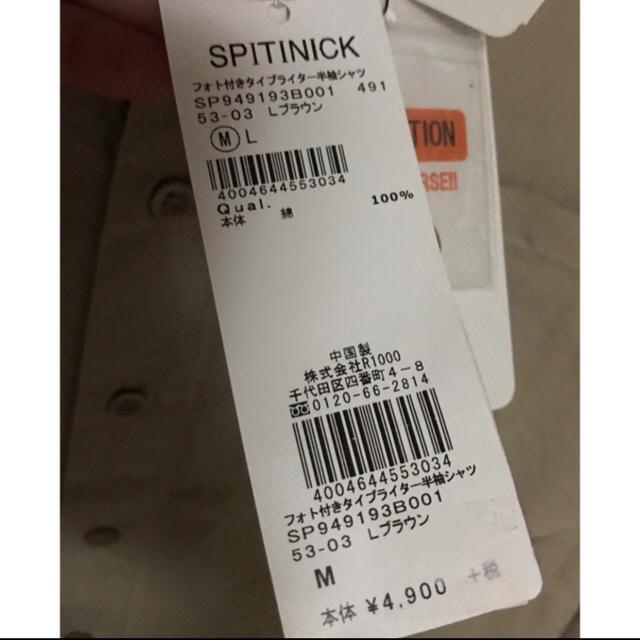 SPITINICK
フォト付きタイプライター半袖シャツ
SP949193B001 491
53-03 Lブラウン
M L
4004644553034
Qual.
本体 綿 100%
中国製
株式会社R1000
千代田区四番町4-8
0120-66-2814
4004644553034
フォト付きタイプライター半袖シャツ
SP949193B001
53-03 Lブラウン
M
本体 ¥4,900 +税
TION
RSE!!